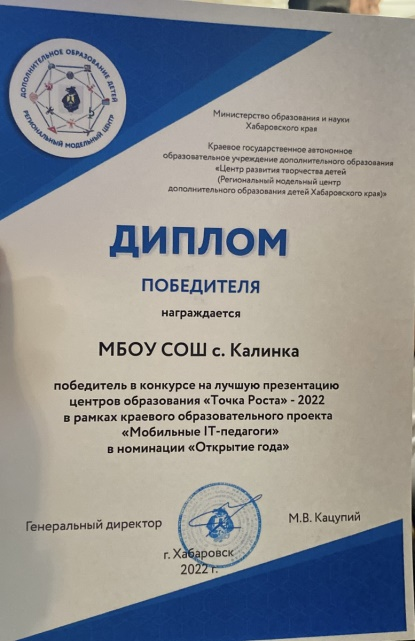 ДОПОЛНИТЕЛЬНОЕ ОБРАЗОВАНИЕ ДЕТЕЙ
РЕГИОНАЛЬНЫЙ МОДЕЛЬНЫЙ ЦЕНТР
Министерство образования и науки
Хабаровского края
Краевое государственное автономное
образовательное учреждение дополнительного образования
«Центр развития творчества детей
(Региональный модельный центр
дополнительного образования детей Хабаровского края)»
ДИПЛОМ
ПОБЕДИТЕЛЯ
награждается
МБОУ СОШ с. Калинка
победитель в конкурсе на лучшую презентацию
центров образования «Точка Роста» - 2022
в рамках краевого образовательного проекта
«Мобильные IT-педагоги»
в номинации «Открытие года»
Генеральный директор
М.В. Кацупий
г. Хабаровск
2022 г.